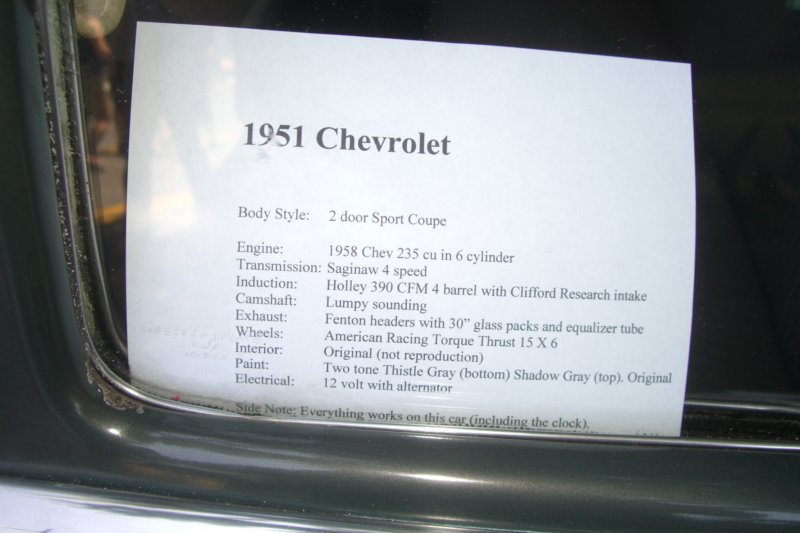 1951 Chevrolet
Body Style: 2 door Sport Coupe
Engine: 1958 Chev 235 cu in 6 cylinder
Transmission: Saginaw 4 speed
Induction: Holley 390 CFM 4 barrel with Clifford Research intake
Camshaft: Lumpy sounding
Exhaust: Fenton headers with 30” glass packs and equalizer tube
Wheels: American Racing Torque Thrust 15 X 6
Interior: Original (not reproduction)
Paint: Two tone Thistle Gray (bottom) Shadow Gray (top). Original
Electrical: 12 volt with alternator
Side Note: Everything works on this car (including the clock).